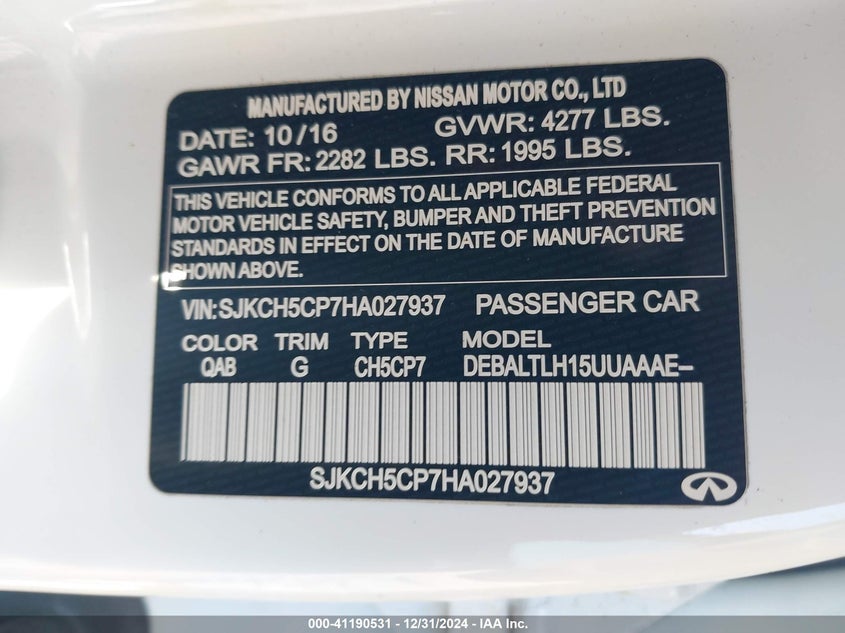 MANUFACTURED BY NISSAN MOTOR CO., LTD
DATE: 10/16 GVWR: 4277 LBS.
GAWR FR: 2282 LBS. RR: 1995 LBS.
THIS VEHICLE CONFORMS TO ALL APPLICABLE FEDERAL
MOTOR VEHICLE SAFETY, BUMPER AND THEFT PREVENTION
STANDARDS IN EFFECT ON THE DATE OF MANUFACTURE
SHOWN ABOVE.
VIN: SJKCH5CP7HA027937 PASSENGER CAR
COLOR TRIM TYPE
QAB G CH5CP7 DEBALTLH15UUAAAE-
SJKCH5CP7HA027937
000-41190531 - 12/31/2024 - IAA Inc.